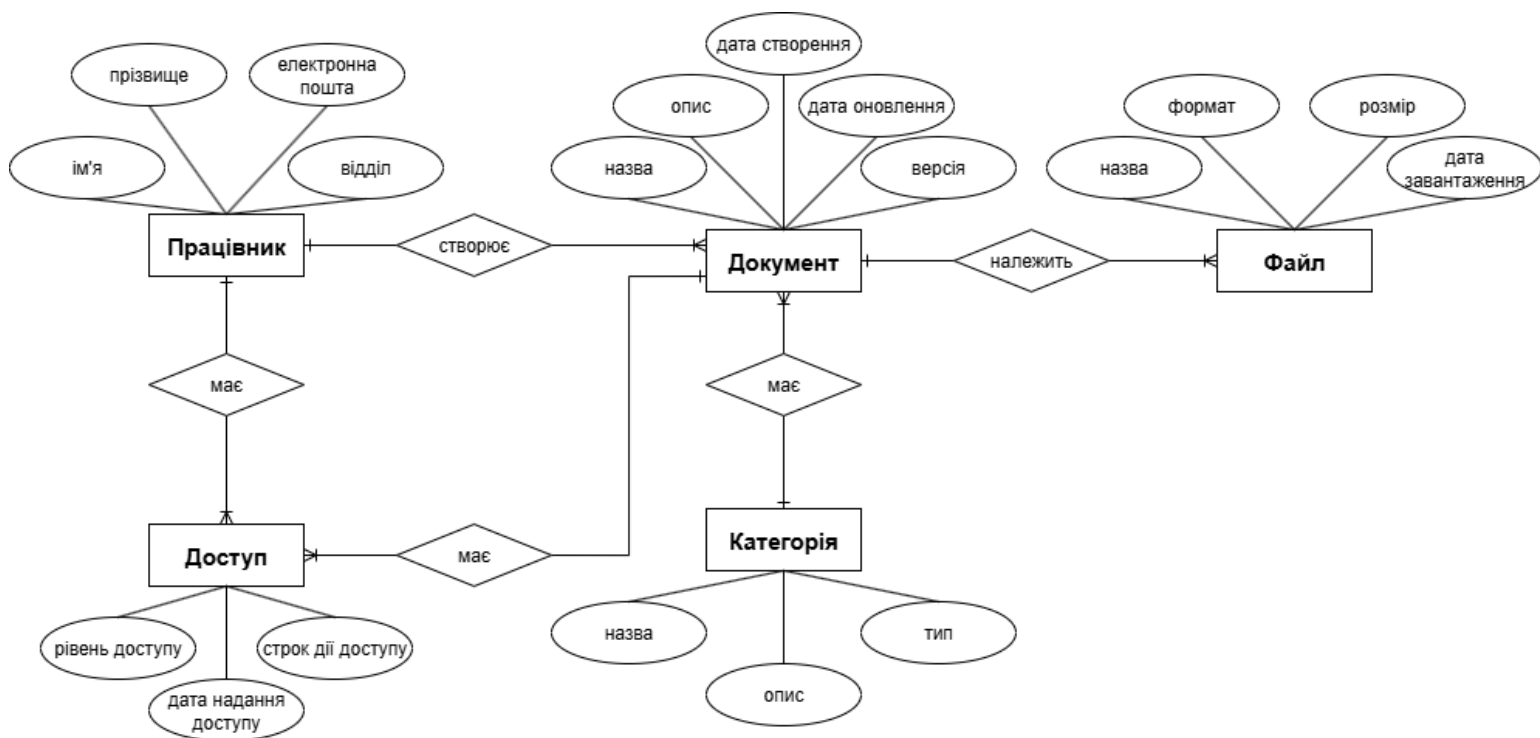 дата створення
прізвище
електронна
пошта
опис
дата оновлення
формат
розмір
ім'я
відділ
назва
версія
назва
дата
завантаження
Працівник
створює
Документ
належить
Файл
має
має
Доступ
має
Категорія
рівень доступу
строк дії доступу
назва
тип
дата надання
доступу
опис